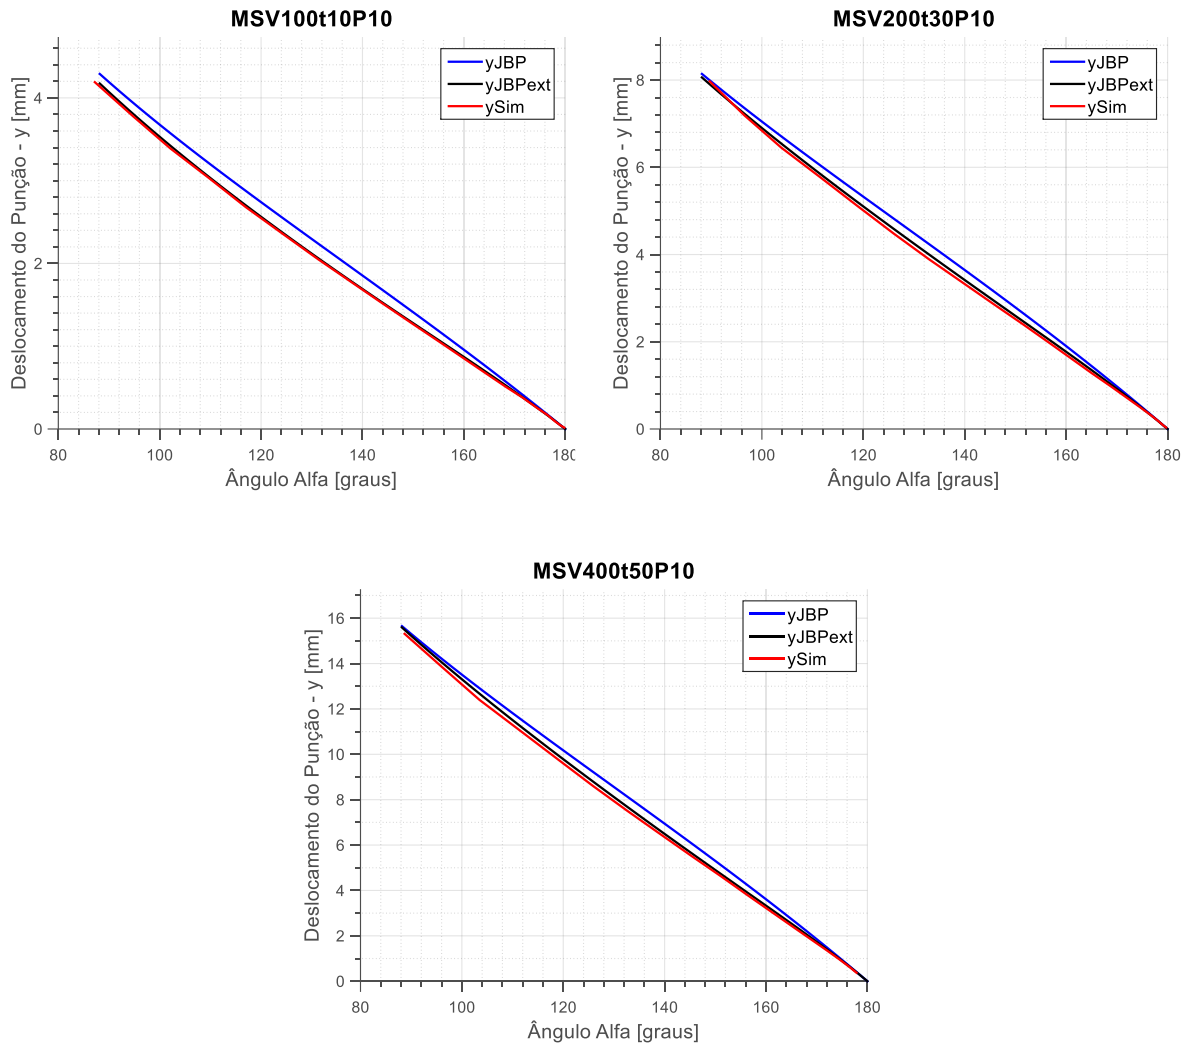 MSV100t10P10
yJBP
yJBPext
ySim
Deslocamento do Punção - y [mm]
4
2
0
80 100 120 140 160 180
Ângulo Alfa [graus]
MSV200t30P10
yJBP
yJBPext
ySim
Deslocamento do Punção - y [mm]
8
6
4
2
0
80 100 120 140 160 180
Ângulo Alfa [graus]
MSV400t50P10
yJBP
yJBPext
ySim
Deslocamento do Punção - y [mm]
16
14
12
10
8
6
4
2
0
80 100 120 140 160 180
Ângulo Alfa [graus]